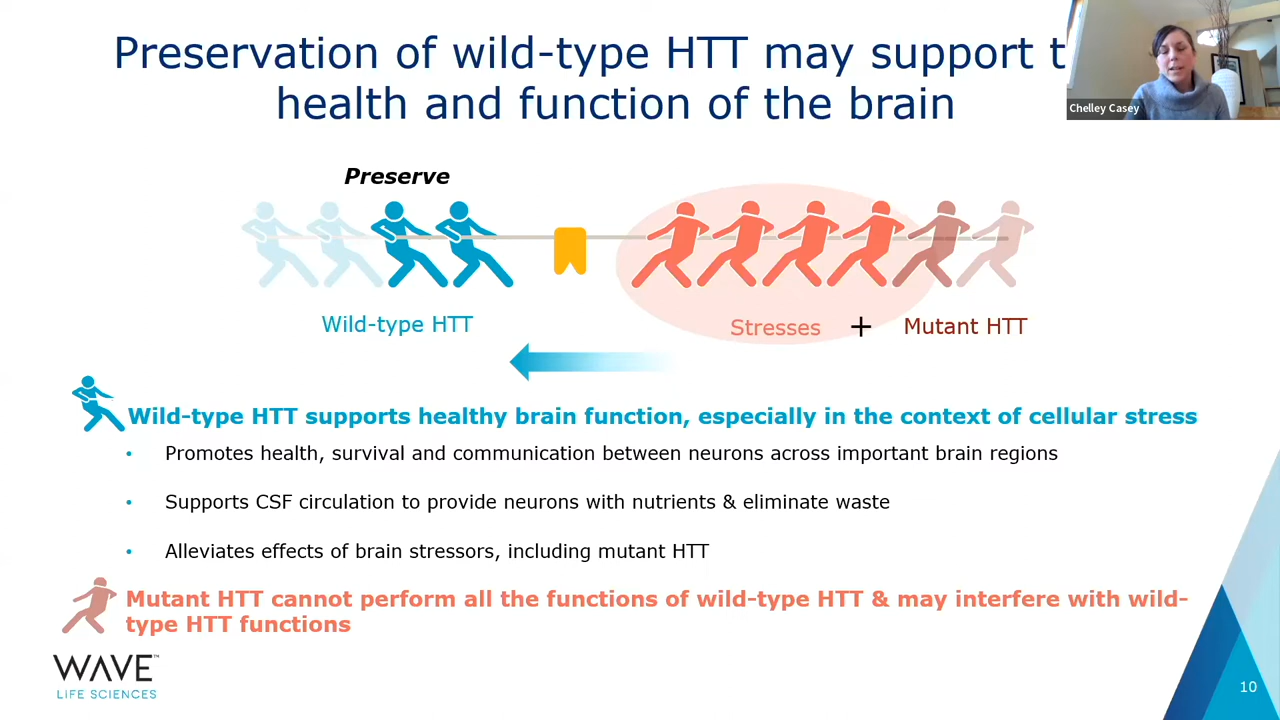 Preservation of wild-type HTT may support t
health and function of the brain
Chelley Casey
Preserve
Wild-type HTT
Stresses + Mutant HTT
Wild-type HTT supports healthy brain function, especially in the context of cellular stress
• Promotes health, survival and communication between neurons across important brain regions
• Supports CSF circulation to provide neurons with nutrients & eliminate waste
• Alleviates effects of brain stressors, including mutant HTT
Mutant HTT cannot perform all the functions of wild-type HTT & may interfere with wild-
type HTT functions
WAVE™
LIFE SCIENCES
10